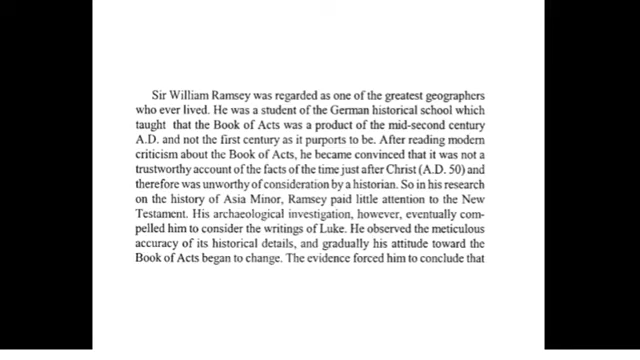 Sir William Ramsey was regarded as one of the greatest geographers
who ever lived. He was a student of the German historical school which
taught that the Book of Acts was a product of the mid-second century
A.D. and not the first century as it purports to be. After reading modern
criticism about the Book of Acts, he became convinced that it was not a
trustworthy account of the facts of the time just after Christ (A.D. 50) and
therefore was unworthy of consideration by a historian. So in his research
on the history of Asia Minor, Ramsey paid little attention to the New
Testament. His archaeological investigation, however, eventually com-
pelled him to consider the writings of Luke. He observed the meticulous
accuracy of its historical details, and gradually his attitude toward the
Book of Acts began to change. The evidence forced him to conclude that